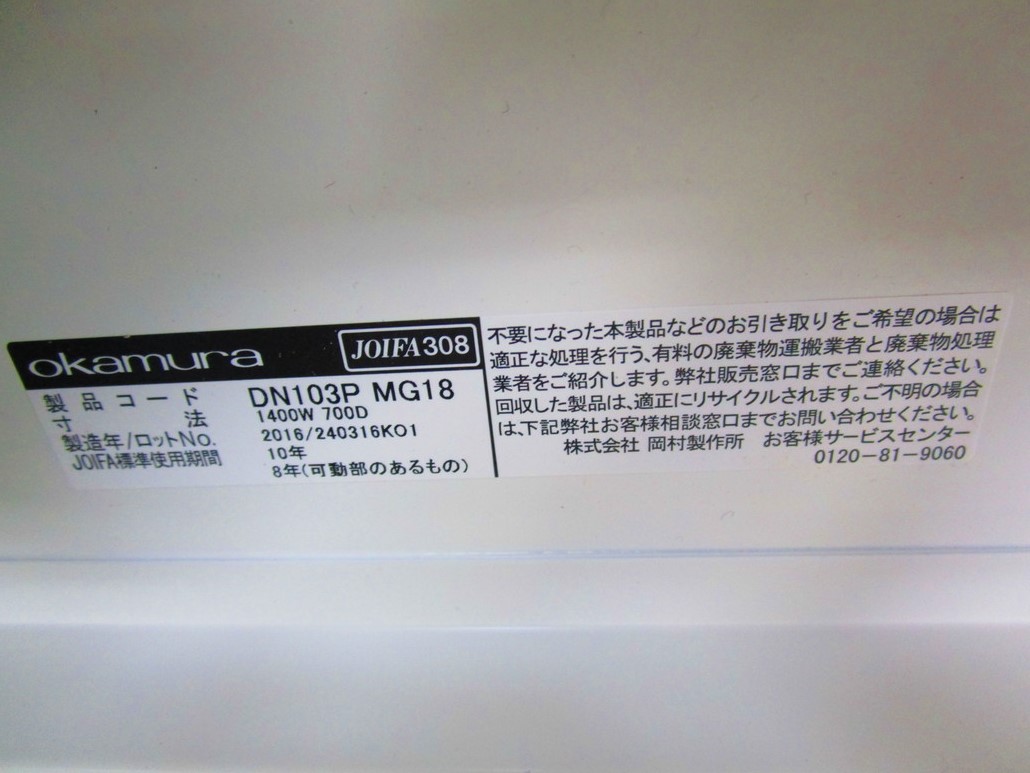 okamura JOIFA308
製品コード DN103P MG18
寸法 1400W 700D
製造年/ロットNo. 2016/240316K01
JOIFA標準使用期間 10年
8年(可動部のあるもの)
不要になった本製品などのお引き取りをご希望の場合は
適正な処理を行う、有料の廃棄物運搬業者と廃棄物処理
業者をご紹介します。弊社販売窓口までご連絡ください。
回収した製品は、適正にリサイクルされます。ご不明の場合
は、下記弊社お客様相談窓口までお問い合わせください。
株式会社 岡村製作所 お客様サービスセンター
0120-81-9060